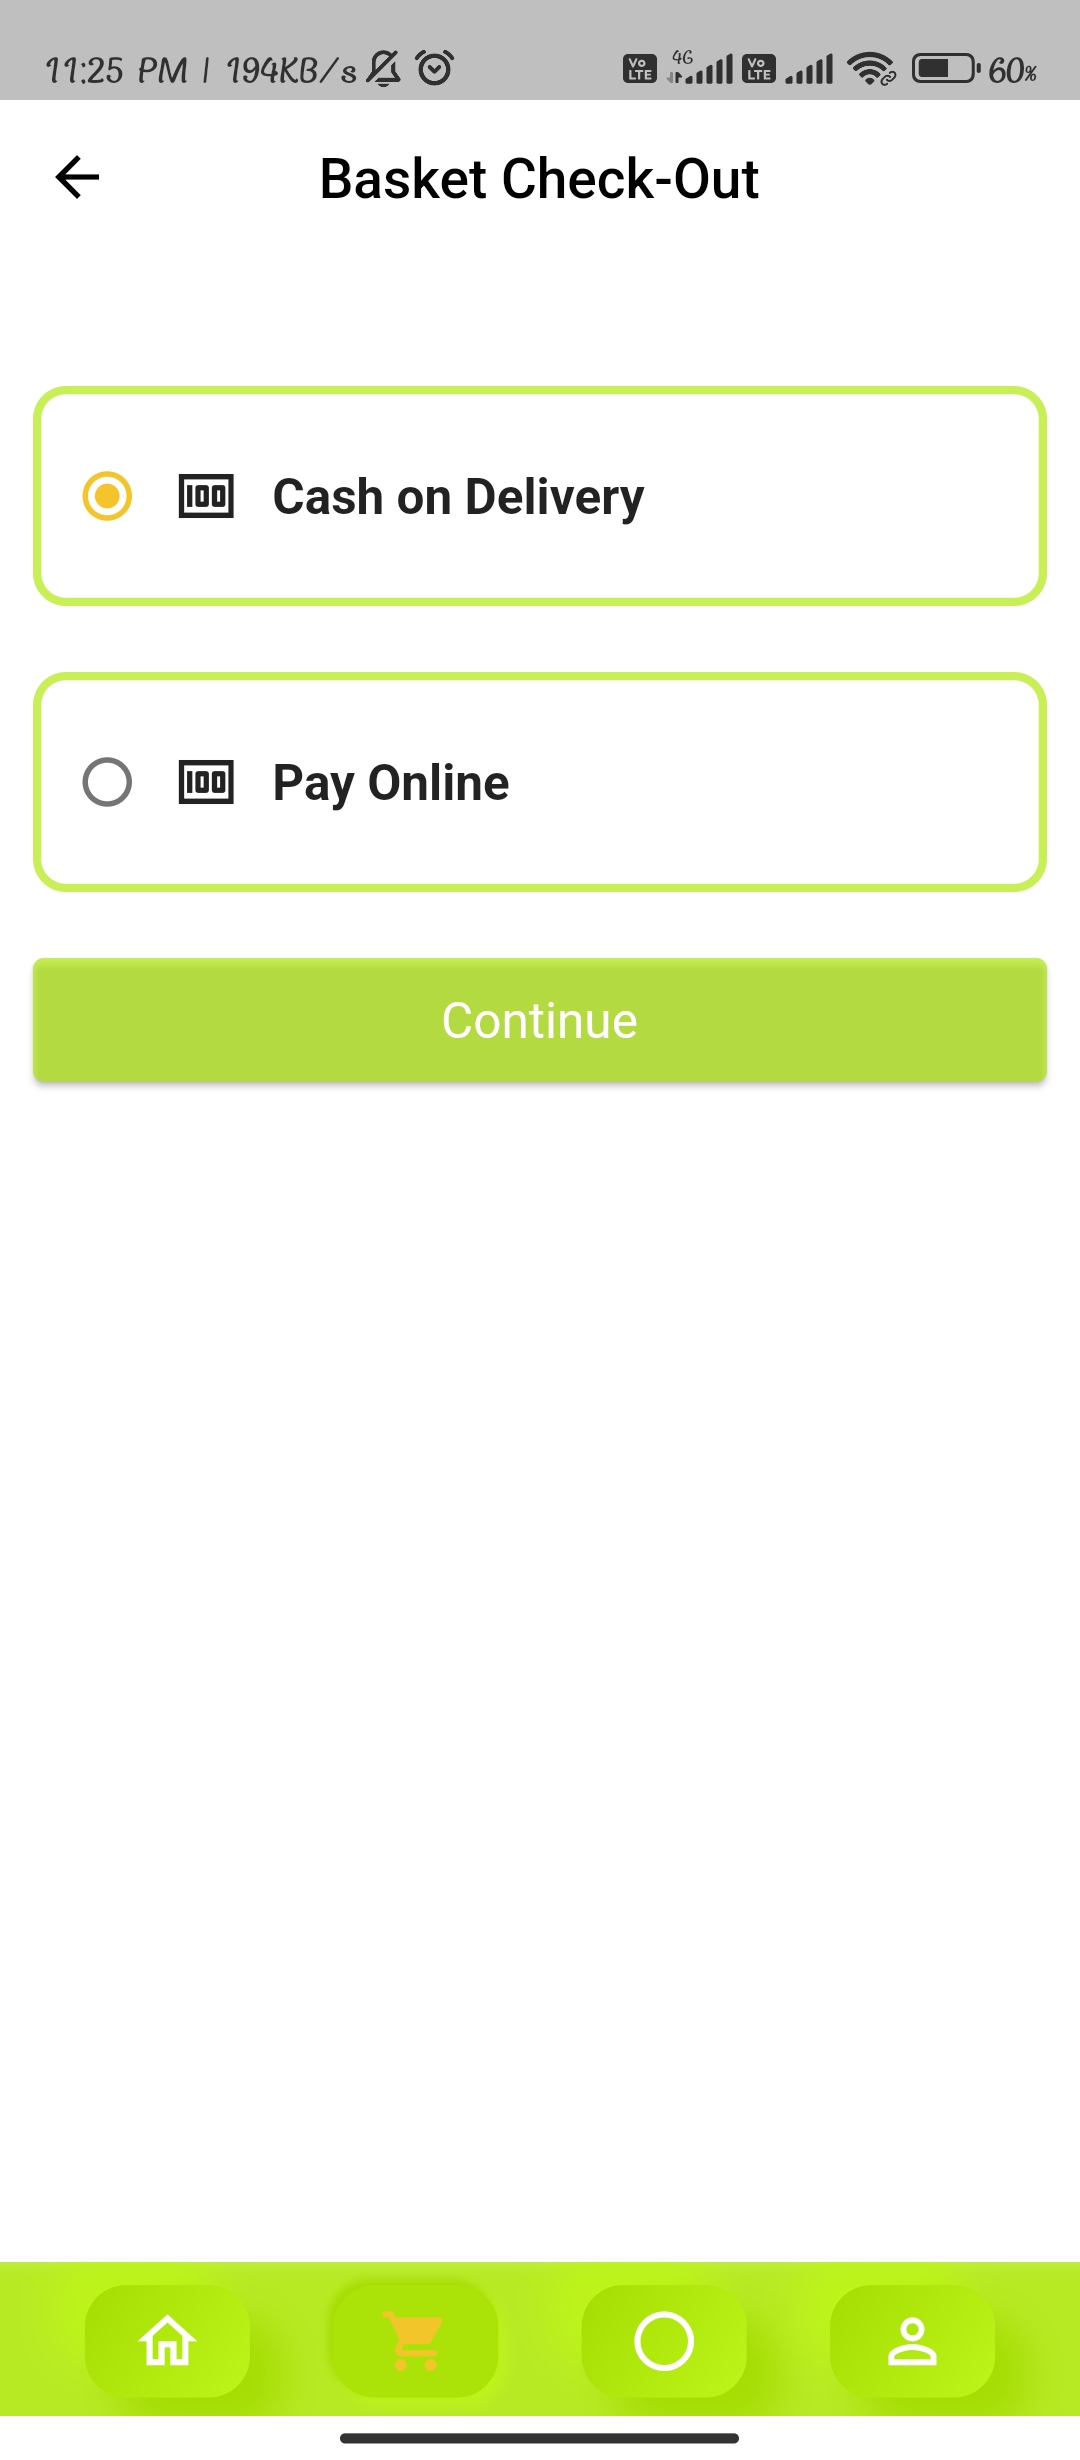 11:25 PM | 194KB/s Vo LTE 4G Vo LTE 60%
Basket Check-Out
100 Cash on Delivery
100 Pay Online
Continue